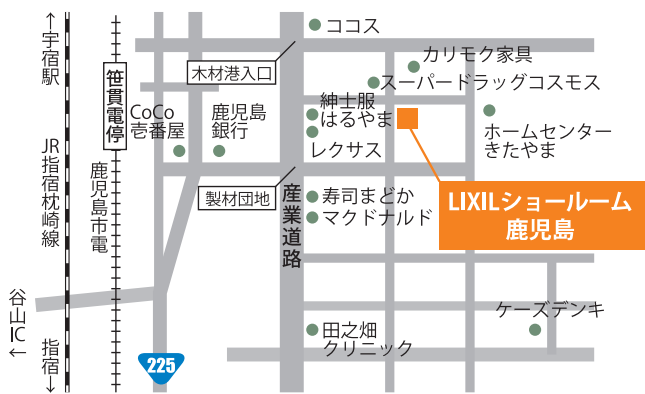 ←宇宿駅
JR指宿枕崎線
指宿→
谷山IC←
笹貫電停
鹿児島市電
ココス
木材港入口
カリモク家具
スーパードラッグコスモス
CoCo
壱番屋
鹿児島
銀行
紳士服
はるやま
レクサス
ホームセンター
きたやま
製材団地
産業道路
寿司まどか
マクドナルド
LIXILショールーム
鹿児島
ケーズデンキ
田之畑
クリニック
225